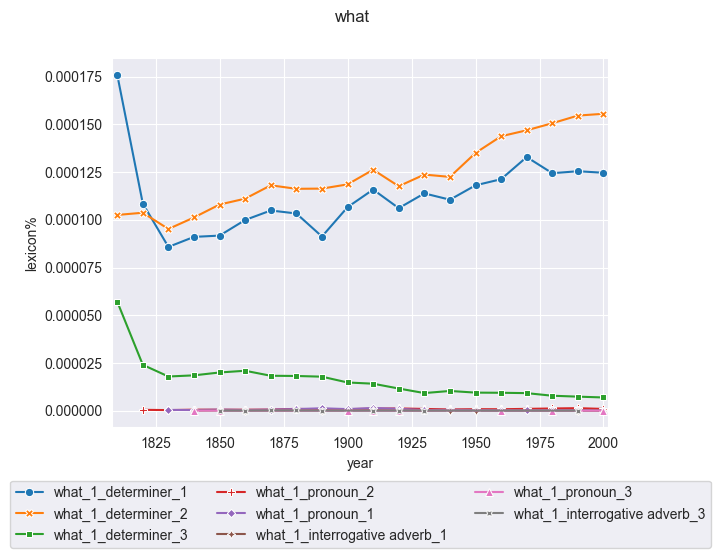 what
0.000175
0.000150
0.000125
0.000100
0.000075
0.000050
0.000025
0.000000
lexicon%
1825 1850 1875 1900 1925 1950 1975 2000
year
what_1_determiner_1 what_1_pronoun_2 what_1_pronoun_3
what_1_determiner_2 what_1_pronoun_1 what_1_interrogative adverb_3
what_1_determiner_3 what_1_interrogative adverb_1